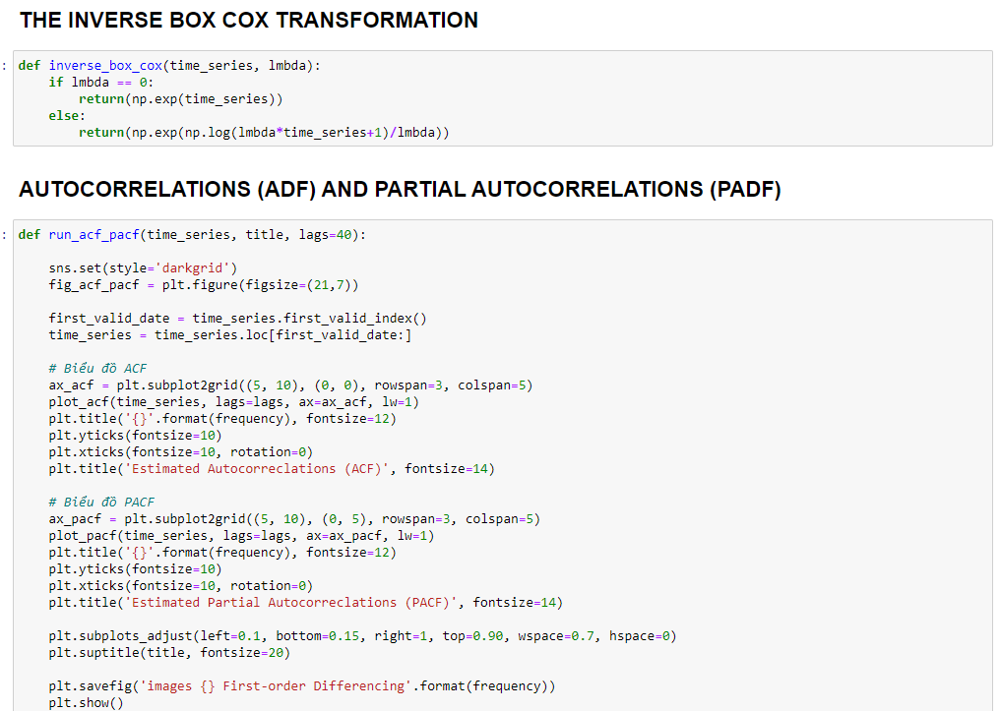 THE INVERSE BOX COX TRANSFORMATION
: def inverse_box_cox(time_series, lmbda):
    if lmbda == 0:
        return(np.exp(time_series))
    else:
        return(np.exp(np.log(lmbda*time_series+1)/lmbda))
AUTOCORRELATIONS (ADF) AND PARTIAL AUTOCORRELATIONS (PADF)
: def run_acf_pacf(time_series, title, lags=40):
    sns.set(style='darkgrid')
    fig_acf_pacf = plt.figure(figsize=(21,7))
    first_valid_date = time_series.first_valid_index()
    time_series = time_series.loc[first_valid_date:]
    # Biểu đồ ACF
    ax_acf = plt.subplot2grid((5, 10), (0, 0), rowspan=3, colspan=5)
    plot_acf(time_series, lags=lags, ax=ax_acf, lw=1)
    plt.title('{}'.format(frequency), fontsize=12)
    plt.yticks(fontsize=10)
    plt.xticks(fontsize=10, rotation=0)
    plt.title('Estimated Autocorreclations (ACF)', fontsize=14)
    # Biểu đồ PACF
    ax_pacf = plt.subplot2grid((5, 10), (0, 5), rowspan=3, colspan=5)
    plot_pacf(time_series, lags=lags, ax=ax_pacf, lw=1)
    plt.title('{}'.format(frequency), fontsize=12)
    plt.yticks(fontsize=10)
    plt.xticks(fontsize=10, rotation=0)
    plt.title('Estimated Partial Autocorreclations (PACF)', fontsize=14)
    plt.subplots_adjust(left=0.1, bottom=0.15, right=1, top=0.90, wspace=0.7, hspace=0)
    plt.suptitle(title, fontsize=20)
    plt.savefig('images {} First-order Differencing'.format(frequency))
    plt.show()